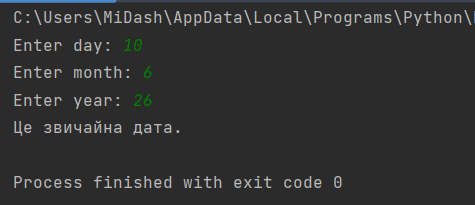 C:\Users\MiDash\AppData\Local\Programs\Python\
Enter day: 10
Enter month: 6
Enter year: 26
Це звичайна дата.
Process finished with exit code 0